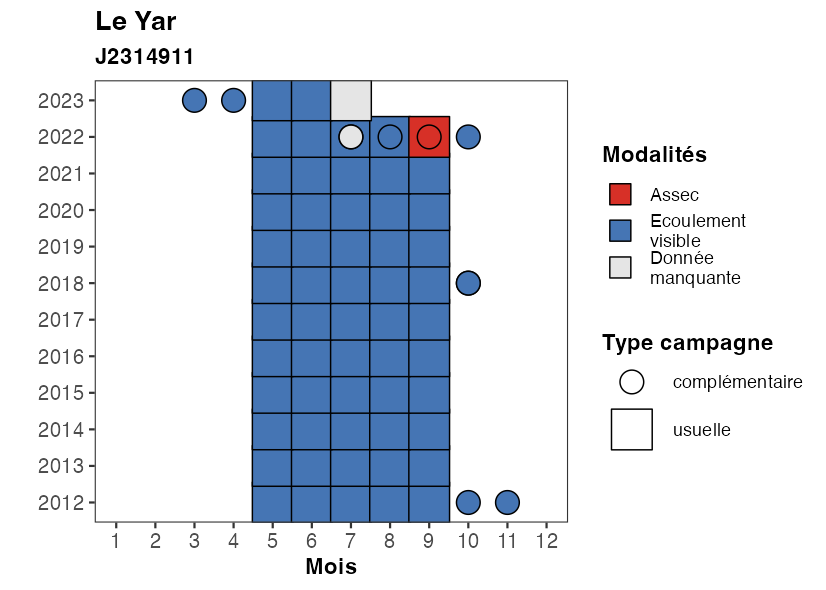 Le Yar
J2314911
2023
2022
2021
2020
2019
2018
2017
2016
2015
2014
2013
2012
1 2 3 4 5 6 7 8 9 10 11 12
Mois
Modalités
Assec
Ecoulement
visible
Donnée
manquante
Type campagne
complémentaire
usuelle